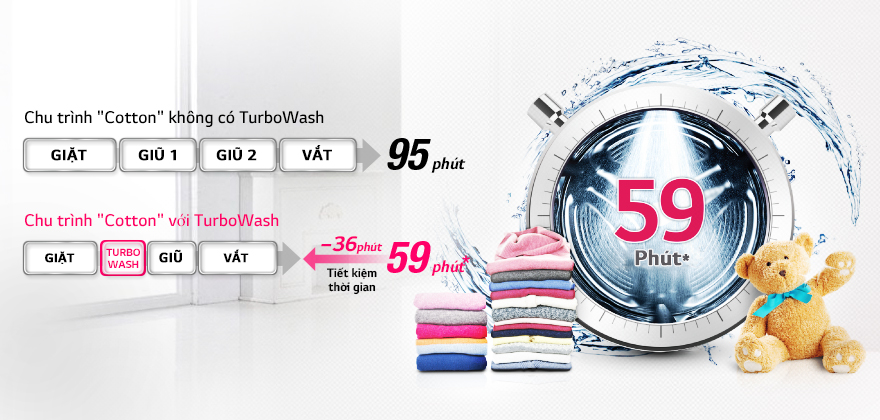 Chu trình "Cotton" không có TurboWash
GIẶT GIŨ 1 GIŨ 2 VẮT 95 phút
Chu trình "Cotton" với TurboWash
GIẶT TURBO WASH GIŨ VẮT −36phút 59 phút*
Tiết kiệm
thời gian
59
Phút*